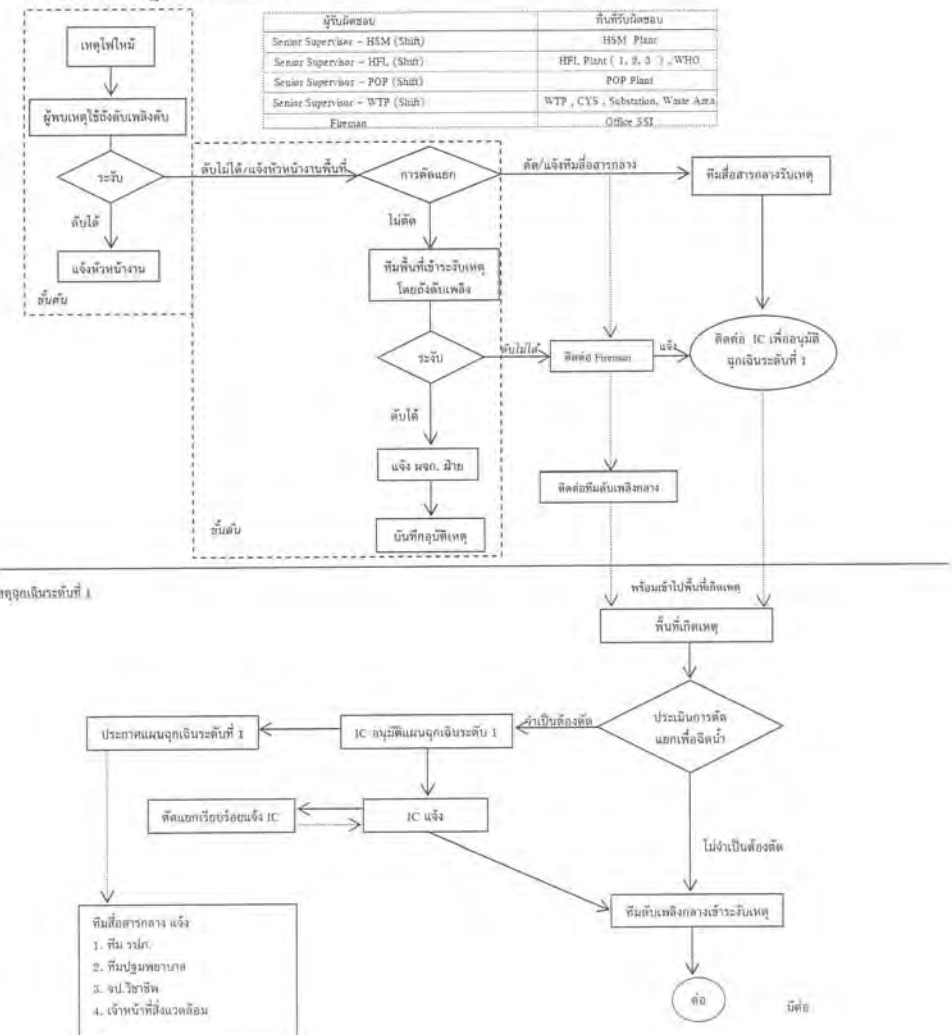 ผู้รับผิดชอบ พื้นที่รับผิดชอบ
Senior Supervisor – HSM (Shift) HSM Plant
Senior Supervisor – HFL (Shift) HFL Plant ( 1, 2, 3 ) , WHO
Senior Supervisor – POP (Shift) POP Plant
Senior Supervisor – WTP (Shift) WTP , CYS , Substation, Waste Area
Fireman Office SSI
เหตุไฟไหม้
ผู้พบเหตุใช้ถังดับเพลิงดับ
ระงับ
ดับไม่ได้/แจ้งหัวหน้างานพื้นที่
การตัดแยก
ตัด/แจ้งทีมสื่อสารกลาง
ทีมสื่อสารกลางรับเหตุ
ดับได้
แจ้งหัวหน้างาน
ขั้นต้น
ไม่ตัด
ทีมพื้นที่เข้าระงับเหตุ
โดยถังดับเพลิง
ระงับ
ดับไม่ได้
ติดต่อ Fireman
แจ้ง
ติดต่อ IC เพื่ออนุมัติ
ฉุกเฉินระดับที่ 1
ดับได้
แจ้ง ผจก. ฝ่าย
ติดต่อทีมดับเพลิงกลาง
บันทึกอุบัติเหตุ
ขั้นต้น
เหตุฉุกเฉินระดับที่ 1
พร้อมเข้าไปพื้นที่เกิดเหตุ
พื้นที่เกิดเหตุ
ประเมินการตัด
แยกเพื่อฉีดน้ำ
จำเป็นต้องตัด
IC อนุมัติแผนฉุกเฉินระดับ 1
ประกาศแผนฉุกเฉินระดับที่ 1
ตัดแยกเรียบร้อยแจ้ง IC
IC แจ้ง
ไม่จำเป็นต้องตัด
ทีมดับเพลิงกลางเข้าระงับเหตุ
ทีมสื่อสารกลาง แจ้ง
1. ทีม รปภ.
2. ทีมปฐมพยาบาล
3. จป.วิชาชีพ
4. เจ้าหน้าที่สิ่งแวดล้อม
ต่อ
มีต่อ